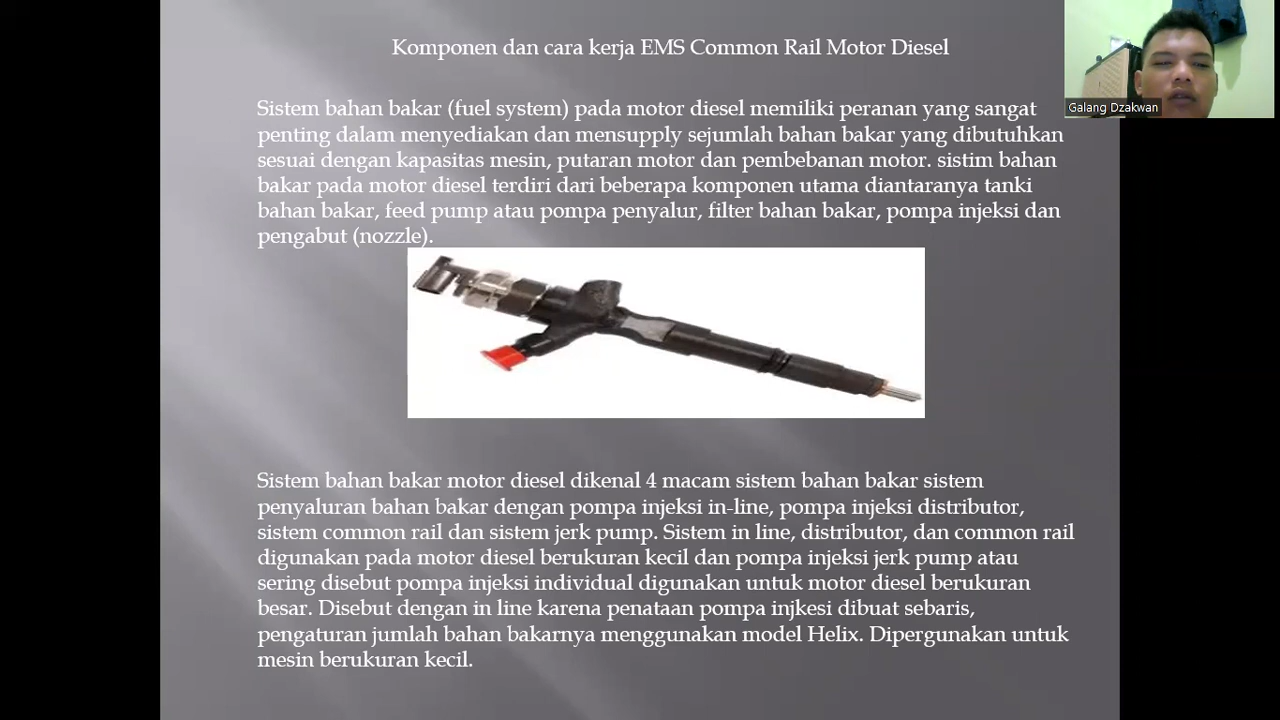 Komponen dan cara kerja EMS Common Rail Motor Diesel
Galang Dzakwan
Sistem bahan bakar (fuel system) pada motor diesel memiliki peranan yang sangat
penting dalam menyediakan dan mensupply sejumlah bahan bakar yang dibutuhkan
sesuai dengan kapasitas mesin, putaran motor dan pembebanan motor. sistim bahan
bakar pada motor diesel terdiri dari beberapa komponen utama diantaranya tanki
bahan bakar, feed pump atau pompa penyalur, filter bahan bakar, pompa injeksi dan
pengabut (nozzle).
Sistem bahan bakar motor diesel dikenal 4 macam sistem bahan bakar sistem
penyaluran bahan bakar dengan pompa injeksi in-line, pompa injeksi distributor,
sistem common rail dan sistem jerk pump. Sistem in line, distributor, dan common rail
digunakan pada motor diesel berukuran kecil dan pompa injeksi jerk pump atau
sering disebut pompa injeksi individual digunakan untuk motor diesel berukuran
besar. Disebut dengan in line karena penataan pompa injkesi dibuat sebaris,
pengaturan jumlah bahan bakarnya menggunakan model Helix. Dipergunakan untuk
mesin berukuran kecil.